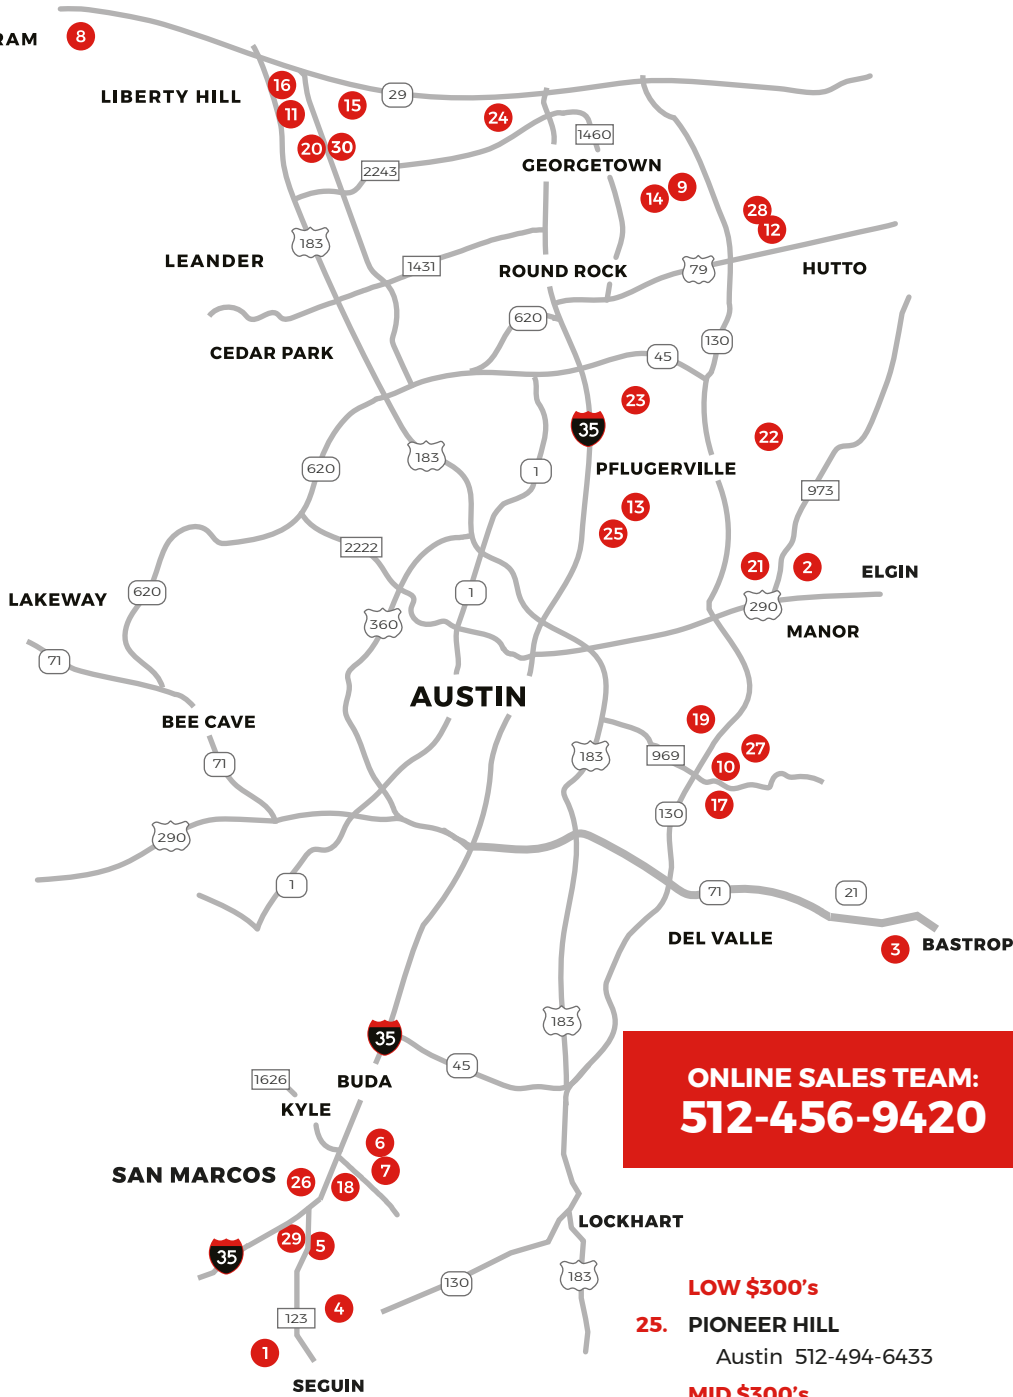 RAM
8
LIBERTY HILL
16
11
15
29
24
20
30
2243
1460
GEORGETOWN
14
9
28
12
183
LEANDER
1431
ROUND ROCK
79
HUTTO
620
CEDAR PARK
45
130
23
35
22
183
620
1
PFLUGERVILLE
973
13
25
2222
21
2
ELGIN
620
1
LAKEWAY
360
290
MANOR
71
AUSTIN
BEE CAVE
19
183
969
27
10
71
17
130
290
1
71
21
DEL VALLE
3
BASTROP
183
35
45
1626
BUDA
KYLE
ONLINE SALES TEAM:
512-456-9420
6
7
SAN MARCOS
26
18
29
5
35
LOCKHART
130
183
4
123
1
SEGUIN
LOW $300's
25. PIONEER HILL
Austin 512-494-6433
MID $300's